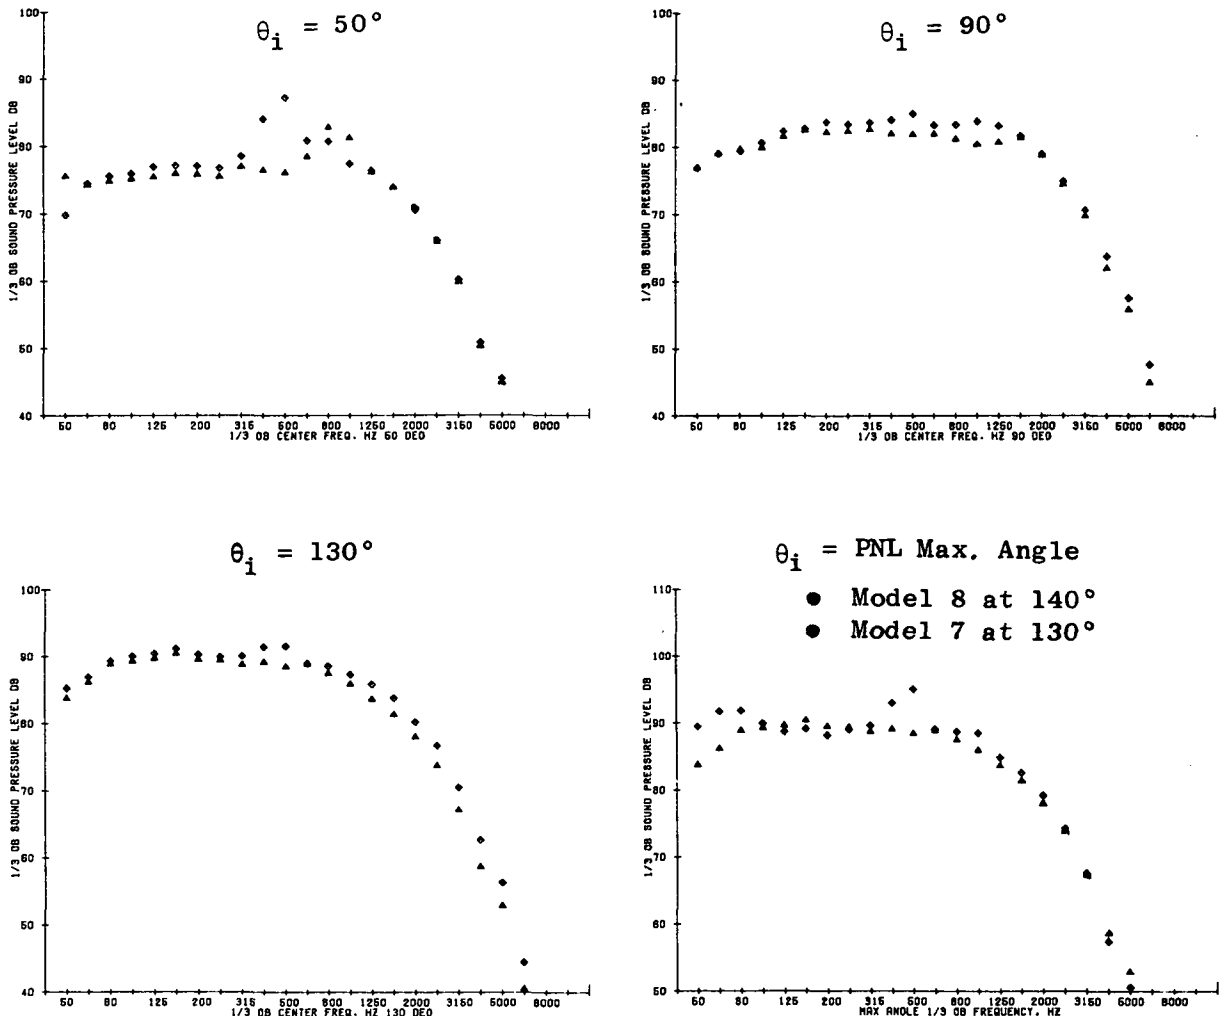 θi = 50°
100
90
80
70
60
50
40
1/3 OB SOUND PRESSURE LEVEL DB
50 80 125 200 315 500 800 1250 2000 3150 5000 8000
1/3 OB CENTER FREQ. HZ 50 DEG
θi = 90°
100
90
80
70
60
50
40
1/3 OB SOUND PRESSURE LEVEL DB
50 80 125 200 315 500 800 1250 2000 3150 5000 8000
1/3 OB CENTER FREQ. HZ 90 DEG
θi = 130°
100
90
80
70
60
50
40
1/3 OB SOUND PRESSURE LEVEL DB
50 80 125 200 315 500 800 1250 2000 3150 5000 8000
1/3 OB CENTER FREQ. HZ 130 DEG
θi = PNL Max. Angle
● Model 8 at 140°
● Model 7 at 130°
110
100
90
80
70
60
50
1/3 OB SOUND PRESSURE LEVEL DB
50 80 125 200 315 500 800 1250 2000 3150 5000 8000
MAX ANGLE 1/3 OB FREQUENCY, HZ